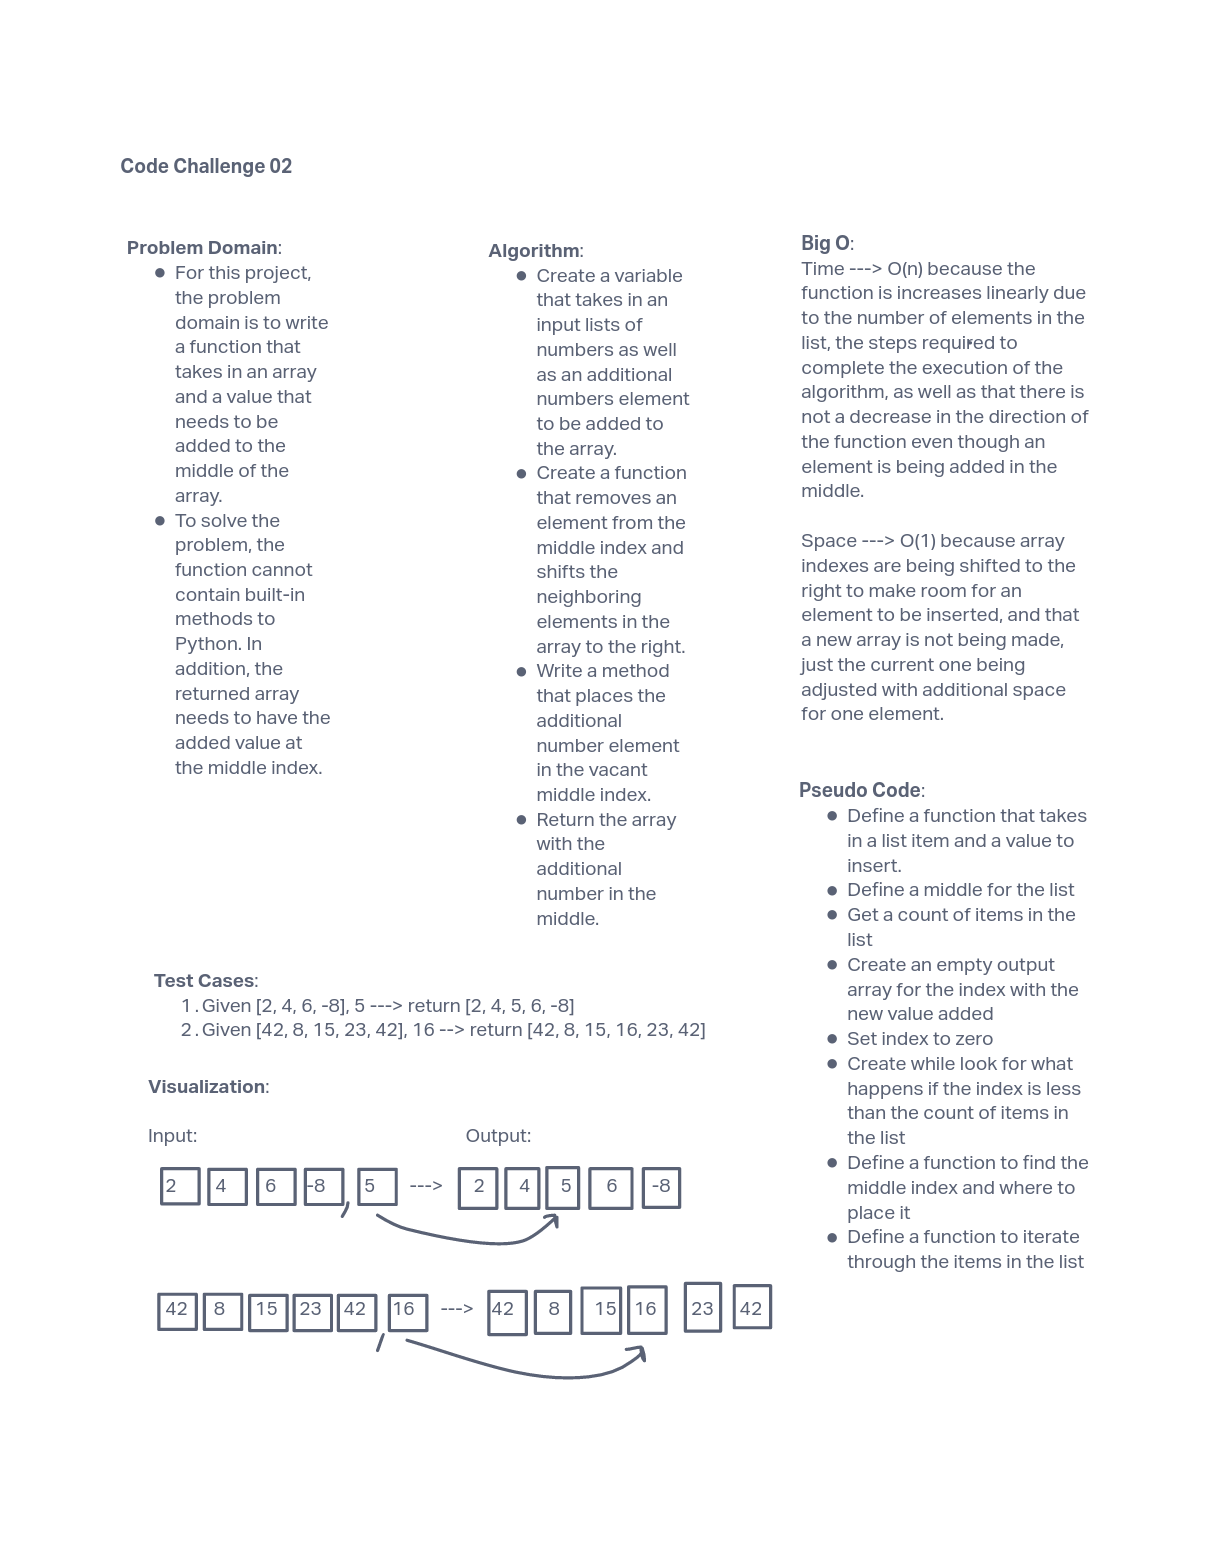 Code Challenge 02
Problem Domain:
● For this project,
the problem
domain is to write
a function that
takes in an array
and a value that
needs to be
added to the
middle of the
array.
● To solve the
problem, the
function cannot
contain built-in
methods to
Python. In
addition, the
returned array
needs to have the
added value at
the middle index.
Algorithm:
● Create a variable
that takes in an
input lists of
numbers as well
as an additional
numbers element
to be added to
the array.
● Create a function
that removes an
element from the
middle index and
shifts the
neighboring
elements in the
array to the right.
● Write a method
that places the
additional
number element
in the vacant
middle index.
● Return the array
with the
additional
number in the
middle.
Big O:
Time ---> O(n) because the
function is increases linearly due
to the number of elements in the
list, the steps required to
complete the execution of the
algorithm, as well as that there is
not a decrease in the direction of
the function even though an
element is being added in the
middle.
Space ---> O(1) because array
indexes are being shifted to the
right to make room for an
element to be inserted, and that
a new array is not being made,
just the current one being
adjusted with additional space
for one element.
Pseudo Code:
● Define a function that takes
in a list item and a value to
insert.
● Define a middle for the list
● Get a count of items in the
list
● Create an empty output
array for the index with the
new value added
● Set index to zero
● Create while look for what
happens if the index is less
than the count of items in
the list
● Define a function to find the
middle index and where to
place it
● Define a function to iterate
through the items in the list
Test Cases:
1. Given [2, 4, 6, -8], 5 ---> return [2, 4, 5, 6, -8]
2. Given [42, 8, 15, 23, 42], 16 --> return [42, 8, 15, 16, 23, 42]
Visualization:
Input: Output:
2 4 6 -8 , 5 ---> 2 4 5 6 -8
42 8 15 23 42 , 16 ---> 42 8 15 16 23 42